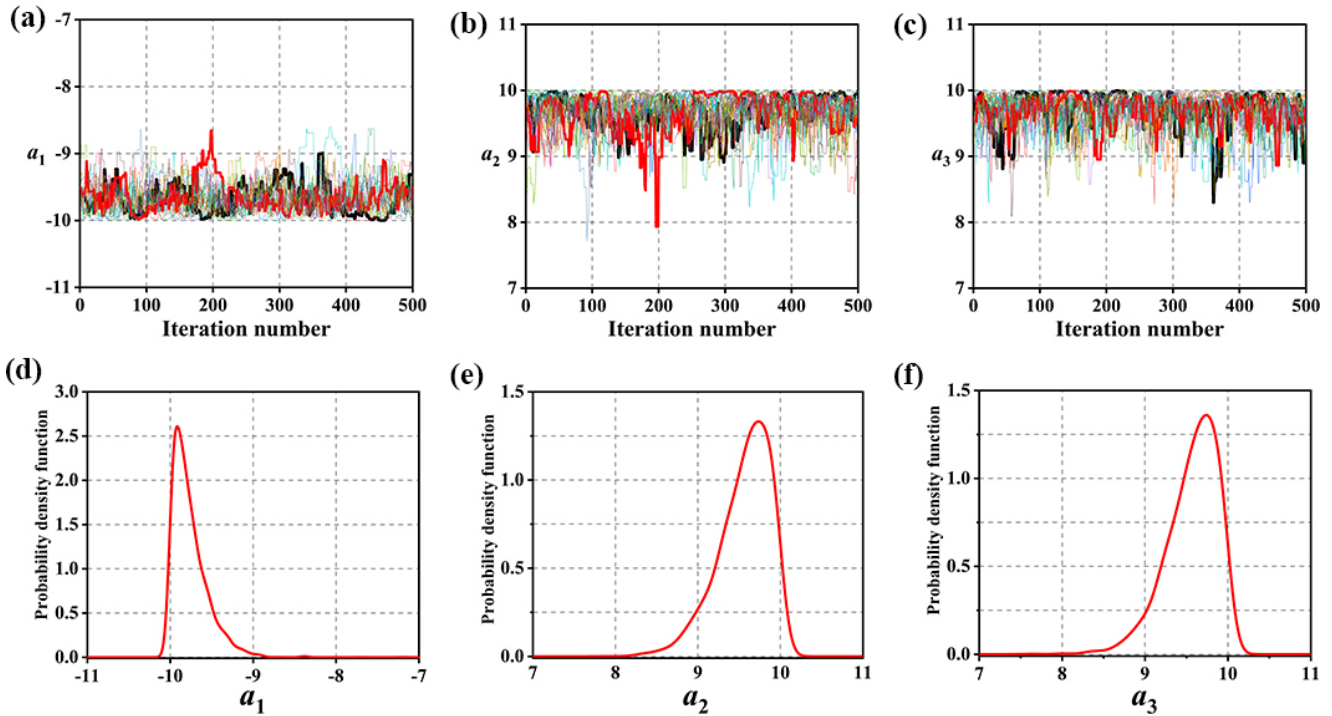 (a)
-7
-8
-9
-10
-11
a1
0 100 200 300 400 500
Iteration number
(b)
11
10
9
8
7
a2
0 100 200 300 400 500
Iteration number
(c)
11
10
9
8
7
a3
0 100 200 300 400 500
Iteration number
(d)
3.0
2.5
2.0
1.5
1.0
0.5
0.0
Probability density function
-11 -10 -9 -8 -7
a1
(e)
1.5
1.0
0.5
0.0
Probability density function
7 8 9 10 11
a2
(f)
1.5
1.0
0.5
0.0
Probability density function
7 8 9 10 11
a3